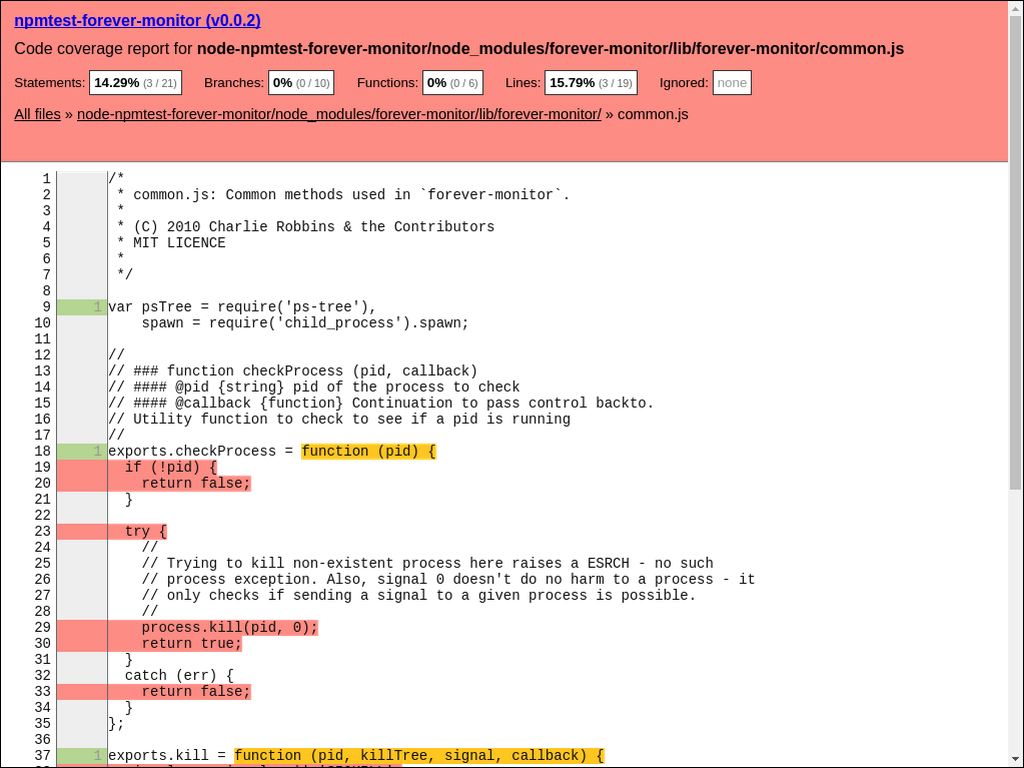 npmtest-forever-monitor (v0.0.2)
Code coverage report for node-npmtest-forever-monitor/node_modules/forever-monitor/lib/forever-monitor/common.js
Statements: 14.29% (3 / 21) Branches: 0% (0 / 10) Functions: 0% (0 / 6) Lines: 15.79% (3 / 19) Ignored: none
All files » node-npmtest-forever-monitor/node_modules/forever-monitor/lib/forever-monitor/ » common.js
1 /*
2  * common.js: Common methods used in `forever-monitor`.
3  *
4  * (C) 2010 Charlie Robbins & the Contributors
5  * MIT LICENCE
6  *
7  */
8
9 1 var psTree = require('ps-tree'),
10     spawn = require('child_process').spawn;
11
12 //
13 // ### function checkProcess (pid, callback)
14 // #### @pid {string} pid of the process to check
15 // #### @callback {function} Continuation to pass control backto.
16 // Utility function to check to see if a pid is running
17 //
18 1 exports.checkProcess = function (pid) {
19   if (!pid) {
20     return false;
21   }
22
23   try {
24     //
25     // Trying to kill non-existent process here raises a ESRCH - no such
26     // process exception. Also, signal 0 doesn't do no harm to a process - it
27     // only checks if sending a signal to a given process is possible.
28     //
29     process.kill(pid, 0);
30     return true;
31   }
32   catch (err) {
33     return false;
34   }
35 };
36
37 1 exports.kill = function (pid, killTree, signal, callback) {